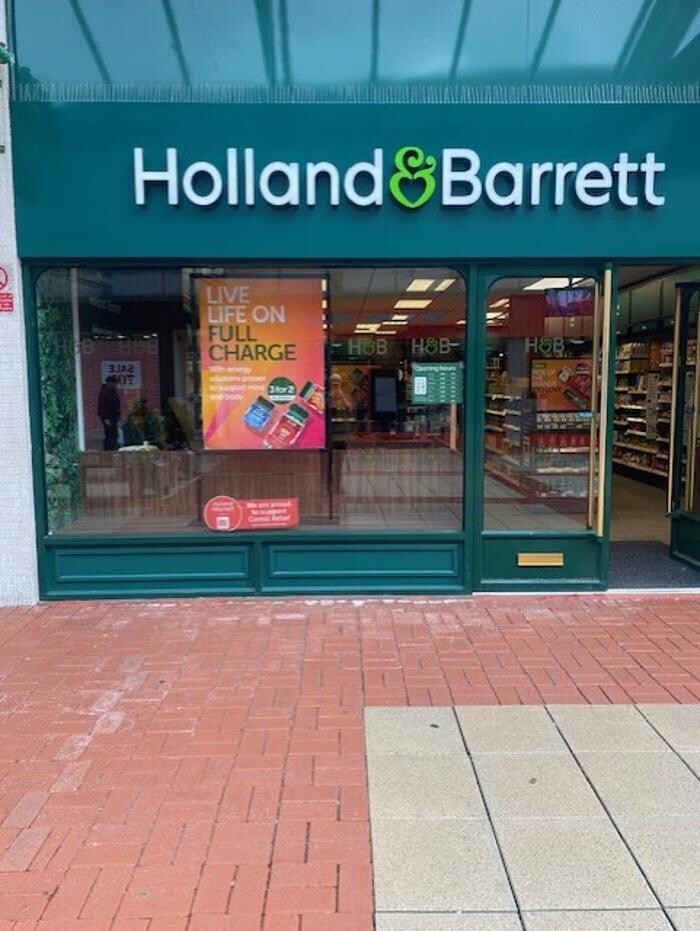 Holland & Barrett
LIVE
LIFE ON
FULL
CHARGE
With energy
solutions proven
to support mind
and body
3 for 2
H&B
H&B
H&B
H&B
H&B
Opening hours
SALE
We are proud
to support
Comic Relief